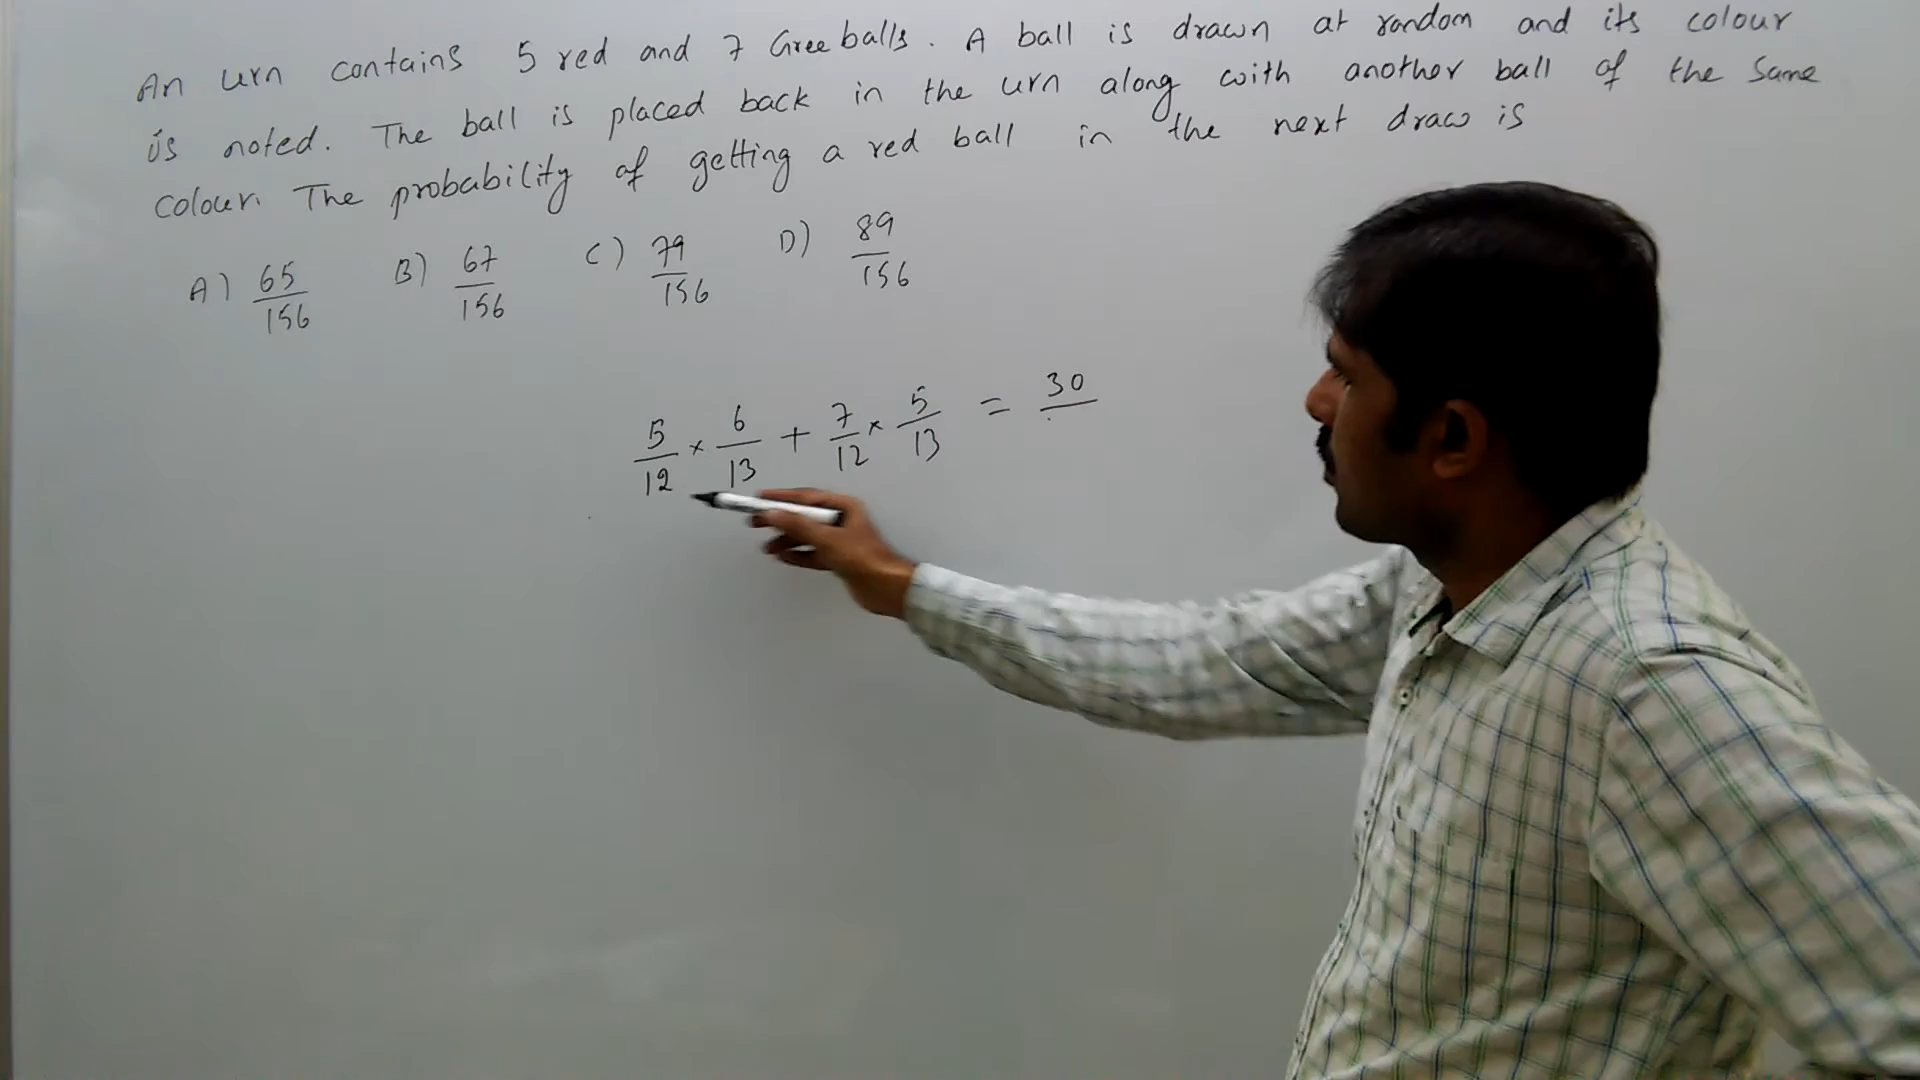 An urn contains 5 red and 7 Gree balls. A ball is drawn at random and its colour
is noted. The ball is placed back in the urn along with another ball of the same
colour. The probability of getting a red ball in the next draw is
A) 65/156 B) 67/156 C) 79/156 D) 89/156
5/12 × 6/13 + 7/12 × 5/13 = 30/